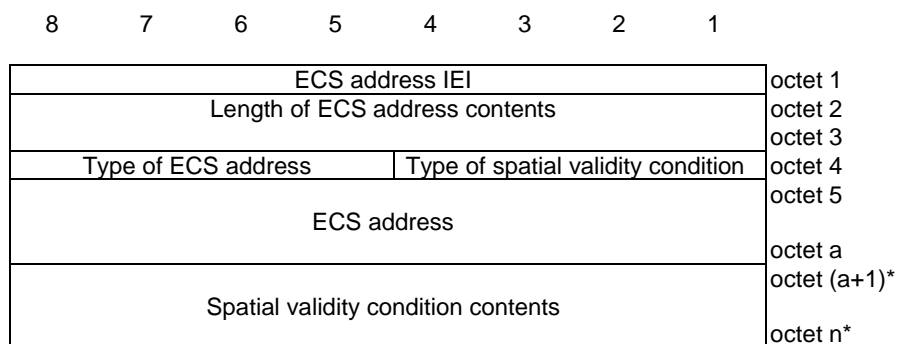 8 7 6 5 4 3 2 1
ECS address IEI octet 1
Length of ECS address contents octet 2
octet 3
Type of ECS address Type of spatial validity condition octet 4
octet 5
ECS address
octet a
octet (a+1)*
Spatial validity condition contents
octet n*